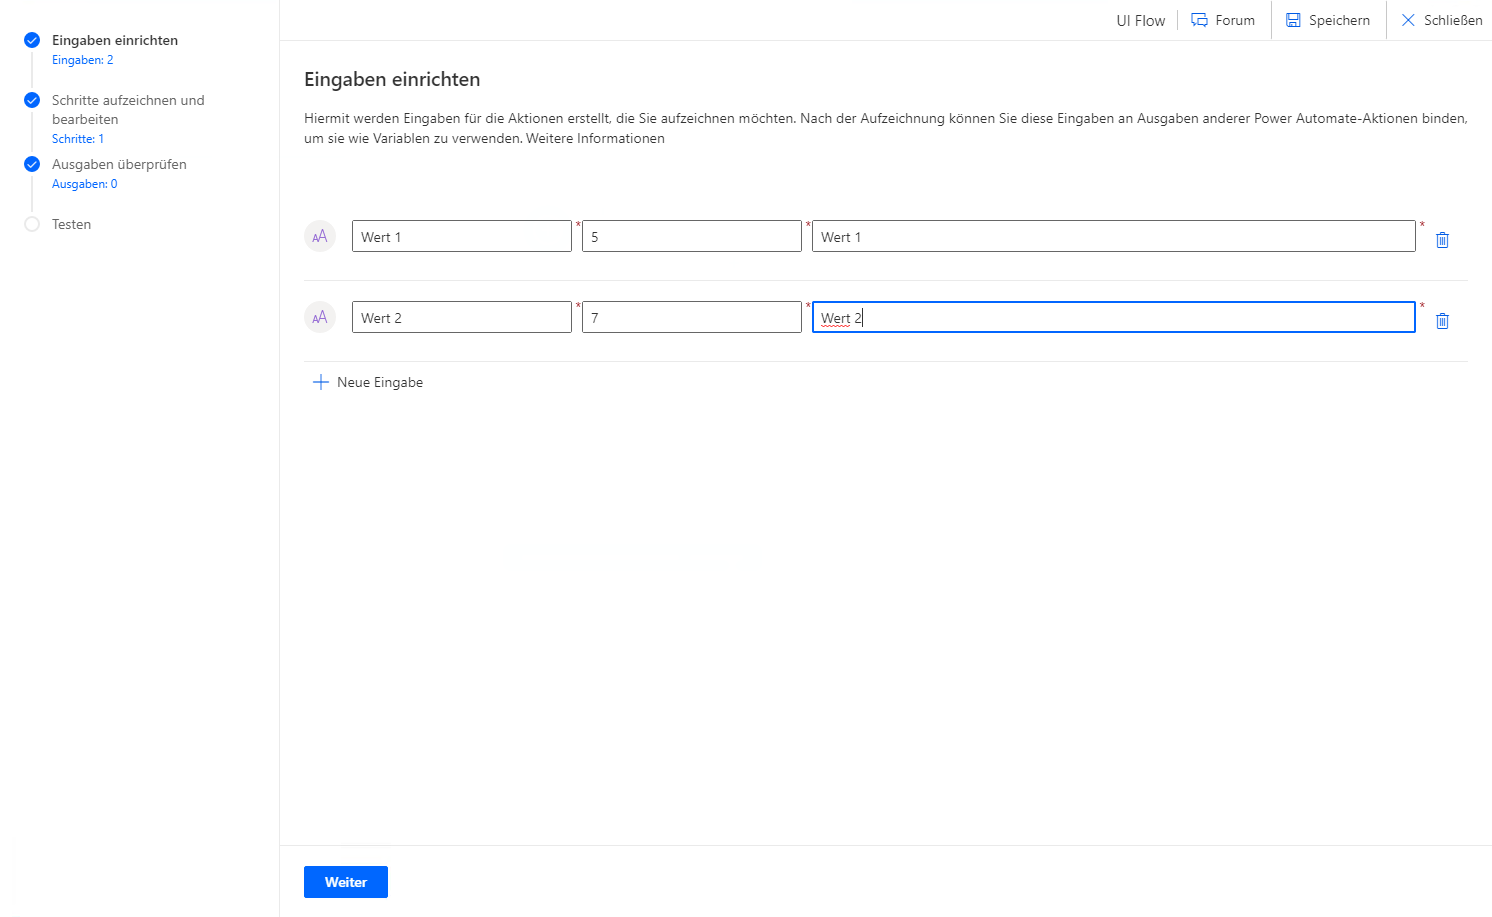 UI Flow
Forum
Speichern
Schließen
Eingaben einrichten
Eingaben: 2
Schritte aufzeichnen und
bearbeiten
Schritte: 1
Ausgaben überprüfen
Ausgaben: 0
Testen
Eingaben einrichten
Hiermit werden Eingaben für die Aktionen erstellt, die Sie aufzeichnen möchten. Nach der Aufzeichnung können Sie diese Eingaben an Ausgaben anderer Power Automate-Aktionen binden,
um sie wie Variablen zu verwenden. Weitere Informationen
AA Wert 1 * 5 * Wert 1 *
AA Wert 2 * 7 * Wert 2 *
Neue Eingabe
Weiter